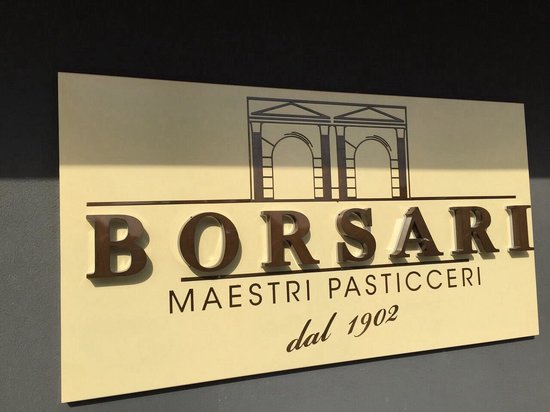 BORSARI
MAESTRI PASTICCERI
dal 1902